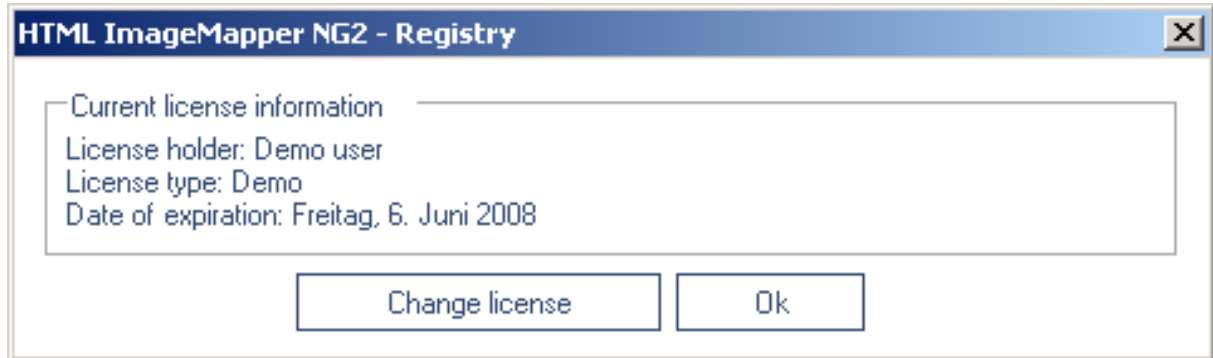 HTML ImageMapper NG2 - Registry
Current license information
License holder: Demo user
License type: Demo
Date of expiration: Freitag, 6. Juni 2008
Change license
Ok